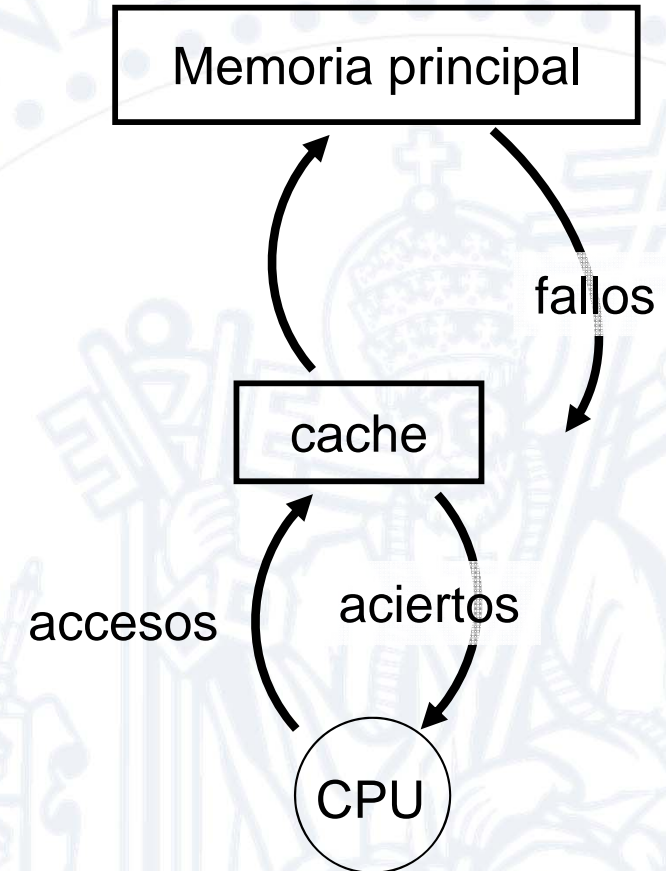 Memoria principal
fallos
cache
accesos
aciertos
CPU